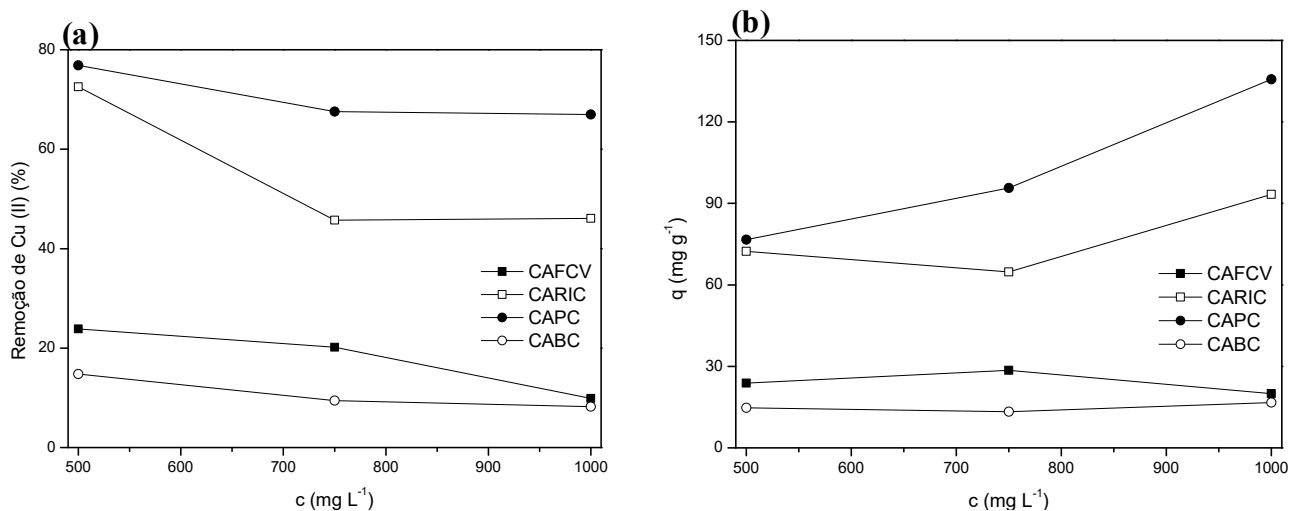 (a)
80
60
40
20
0
Remoção de Cu (II) (%)
CAFCV
CARIC
CAPC
CABC
500 600 700 800 900 1000
c (mg L⁻¹)
(b)
150
120
90
60
30
0
q (mg g⁻¹)
CAFCV
CARIC
CAPC
CABC
500 600 700 800 900 1000
c (mg L⁻¹)